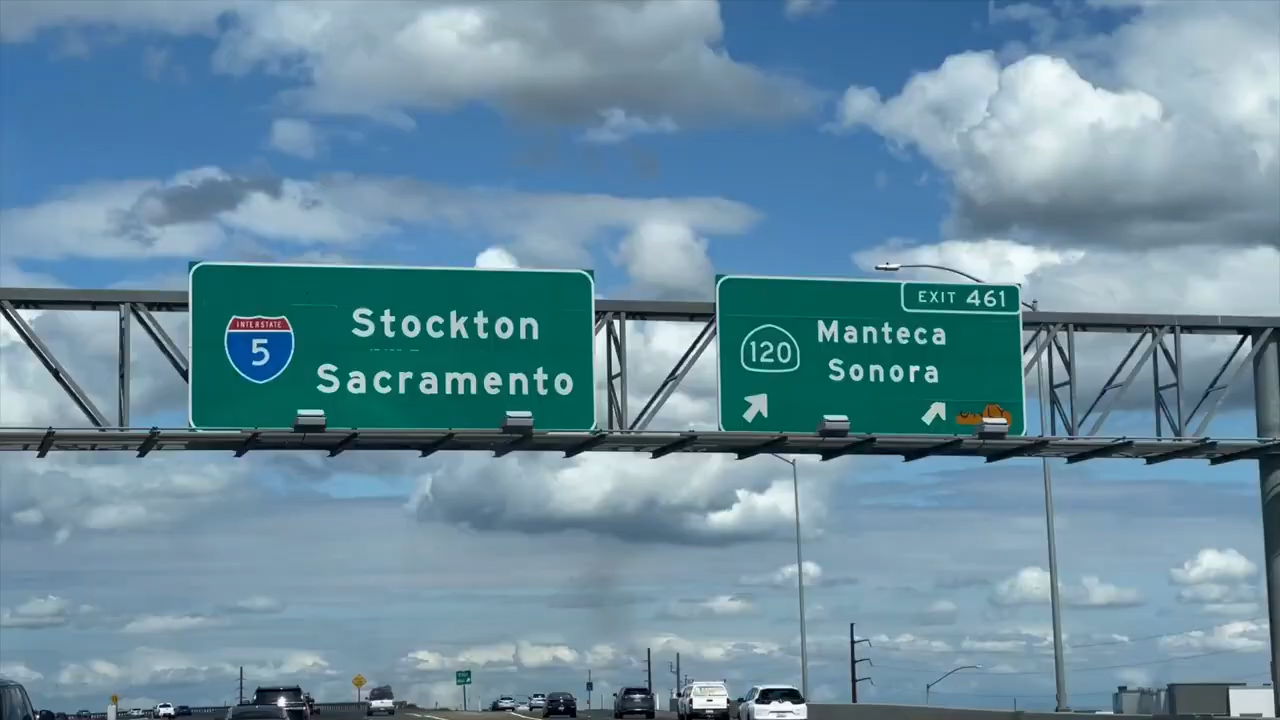 INTERSTATE
5
Stockton
Sacramento
EXIT 461
120
Manteca
Sonora